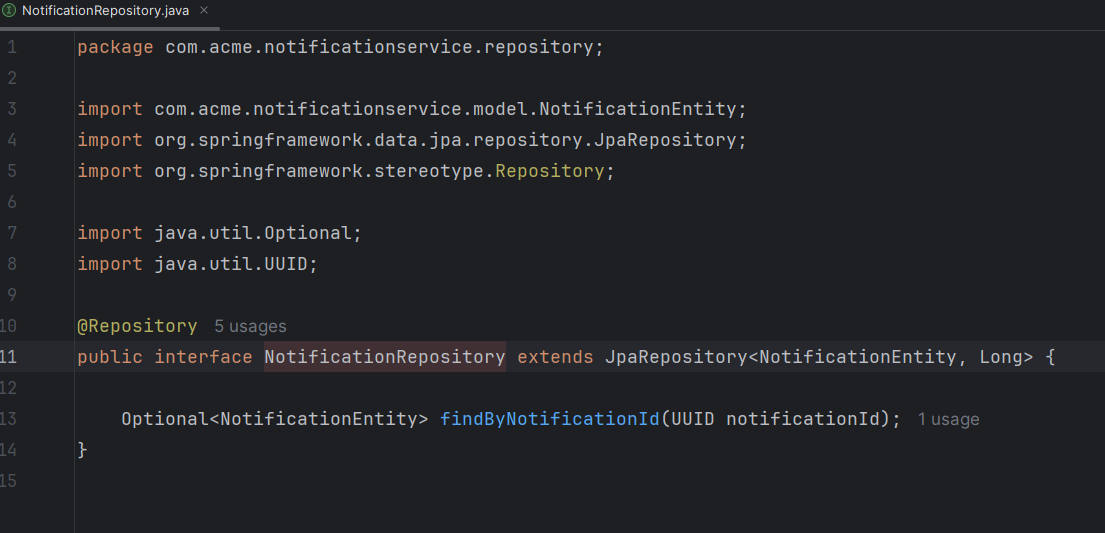 NotificationRepository.java ×
1 package com.acme.notificationservice.repository;
2
3 import com.acme.notificationservice.model.NotificationEntity;
4 import org.springframework.data.jpa.repository.JpaRepository;
5 import org.springframework.stereotype.Repository;
6
7 import java.util.Optional;
8 import java.util.UUID;
9
10 @Repository 5 usages
11 public interface NotificationRepository extends JpaRepository<NotificationEntity, Long> {
12
13     Optional<NotificationEntity> findByNotificationId(UUID notificationId); 1 usage
14 }
15